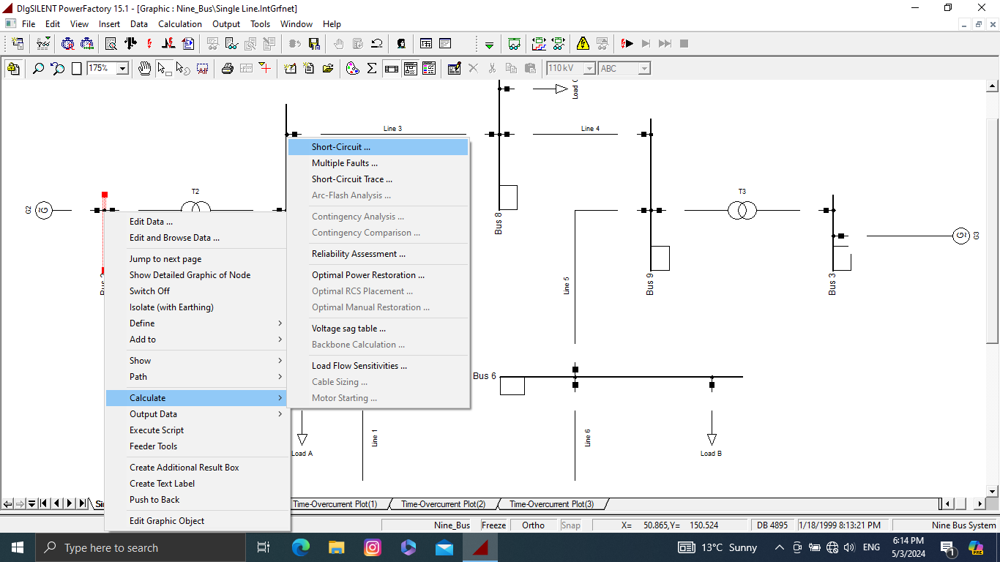 DIgSILENT PowerFactory 15.1 - [Graphic : Nine_Bus\Single Line.IntGrfnet]
File Edit View Insert Data Calculation Output Tools Window Help
175%
110 kV
ABC
Load
Line 3
Line 4
T2
T3
G2
G
Bus 8
G
G3
Line 5
Bus 9
Bus 3
Bus 6
Line 1
Line 6
Load A
Load B
Edit Data ...
Edit and Browse Data ...
Jump to next page
Show Detailed Graphic of Node
Switch Off
Isolate (with Earthing)
Define
Add to
Show
Path
Calculate
Output Data
Execute Script
Feeder Tools
Create Additional Result Box
Create Text Label
Push to Back
Edit Graphic Object
Short-Circuit ...
Multiple Faults ...
Short-Circuit Trace ...
Arc-Flash Analysis ...
Contingency Analysis ...
Contingency Comparison ...
Reliability Assessment ...
Optimal Power Restoration ...
Optimal RCS Placement ...
Optimal Manual Restoration ...
Voltage sag table ...
Backbone Calculation ...
Load Flow Sensitivities ...
Cable Sizing ...
Motor Starting ...
Time-Overcurrent Plot(1) Time-Overcurrent Plot(2) Time-Overcurrent Plot(3)
Nine_Bus Freeze Ortho Snap X= 50.865,Y= 150.524 DB 4895 1/18/1999 8:13:21 PM Nine Bus System
Type here to search
13°C Sunny
ENG
6:14 PM
5/3/2024
1
PRE